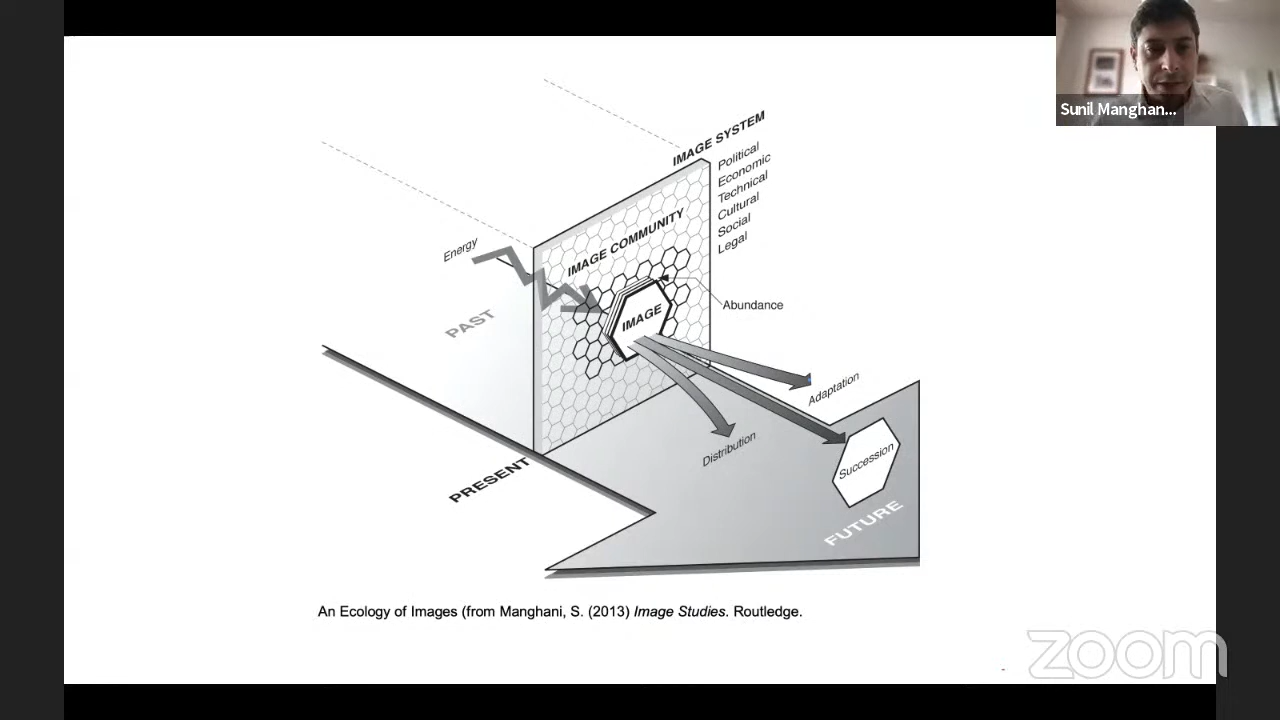 Sunil Manghan...
IMAGE SYSTEM
Political
Economic
Technical
Cultural
Social
Legal
IMAGE COMMUNITY
Energy
IMAGE
Abundance
PAST
Adaptation
Distribution
Succession
PRESENT
FUTURE
An Ecology of Images (from Manghani, S. (2013) Image Studies. Routledge.
zoom